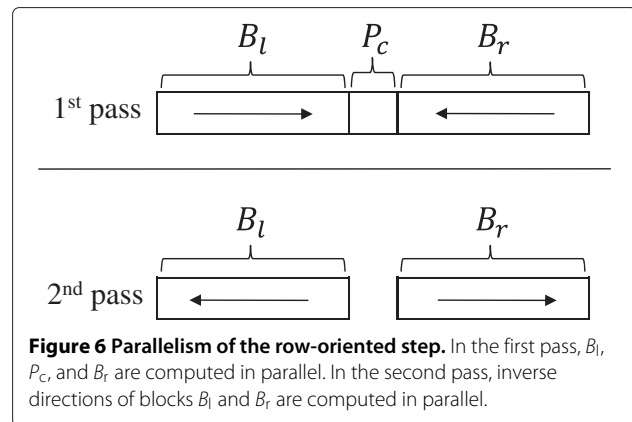 B_l P_c B_r
1st pass
B_l B_r
2nd pass
Figure 6 Parallelism of the row-oriented step. In the first pass, B_l,
P_c, and B_r are computed in parallel. In the second pass, inverse
directions of blocks B_l and B_r are computed in parallel.